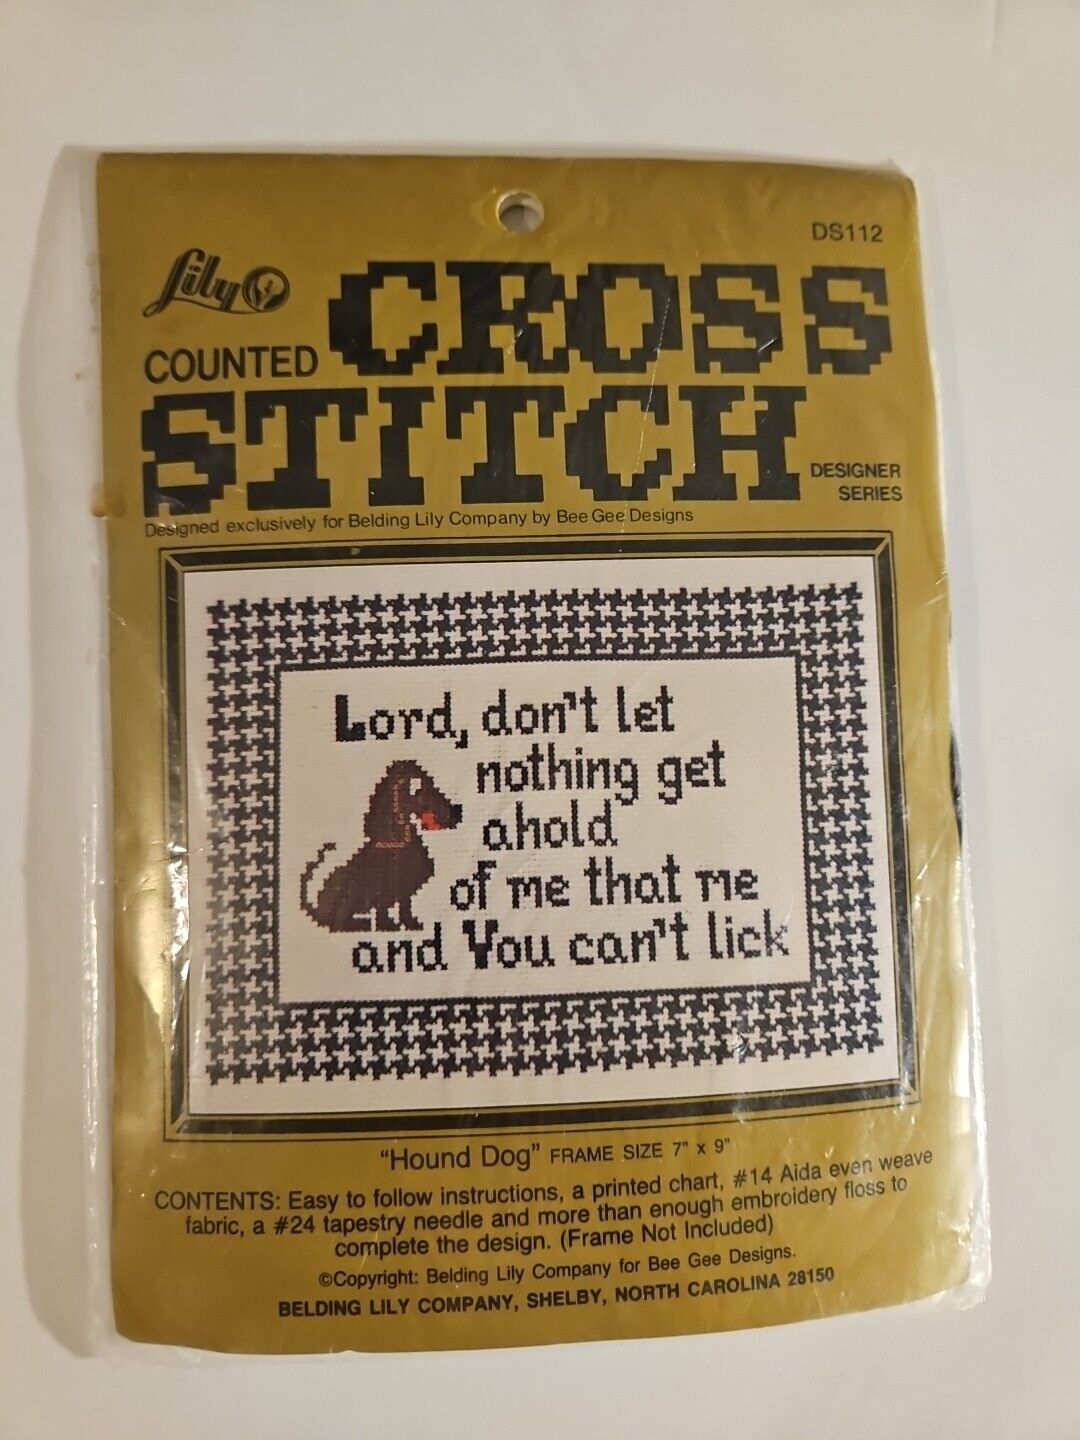 DS112
Lily
COUNTED CROSS
STITCH
DESIGNER
SERIES
Designed exclusively for Belding Lily Company by Bee Gee Designs
Lord, don't let
nothing get
ahold
of me that me
and You can't lick
"Hound Dog" FRAME SIZE 7" x 9"
CONTENTS: Easy to follow instructions, a printed chart, #14 Aida even weave
fabric, a #24 tapestry needle and more than enough embroidery floss to
complete the design. (Frame Not Included)
©Copyright: Belding Lily Company for Bee Gee Designs.
BELDING LILY COMPANY, SHELBY, NORTH CAROLINA 28150